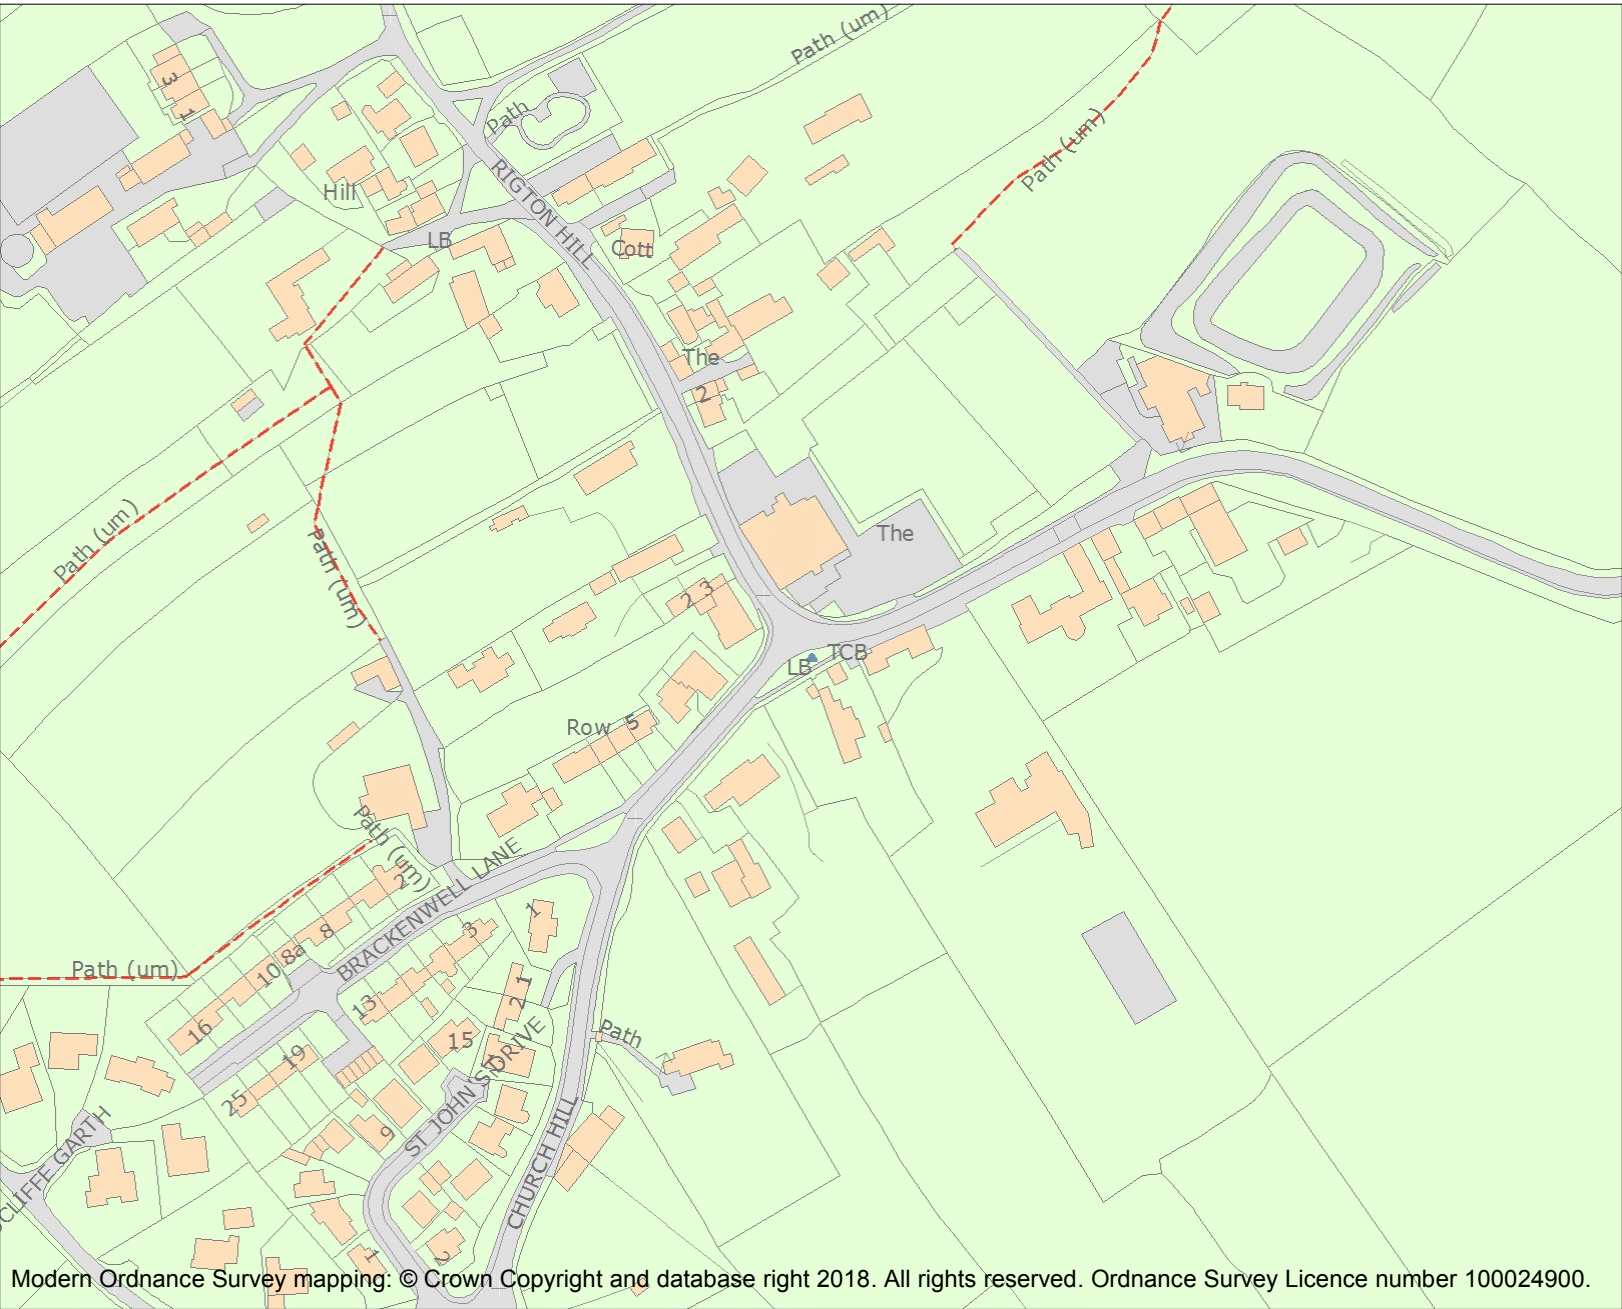 Path (um)
3
1
Path
Path (um)
RIGTON HILL
Hill
LB
Cott
The
2
The
Path (um)
Path (um)
2 3
TCB
LB
Row 5
Path (um)
2
BRACKENWELL LANE
1
3
8
8a
10
Path (um)
13
2 1
16
15
Path
19
25
ST JOHN'S DRIVE
9
CLIFFE GARTH
CHURCH HILL
1
2
Modern Ordnance Survey mapping: © Crown Copyright and database right 2018. All rights reserved. Ordnance Survey Licence number 100024900.